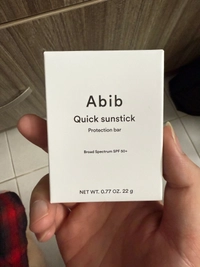 Abib
Quick sunstick
Protection bar
Broad Spectrum SPF 50+
NET WT. 0.77 OZ. 22 g